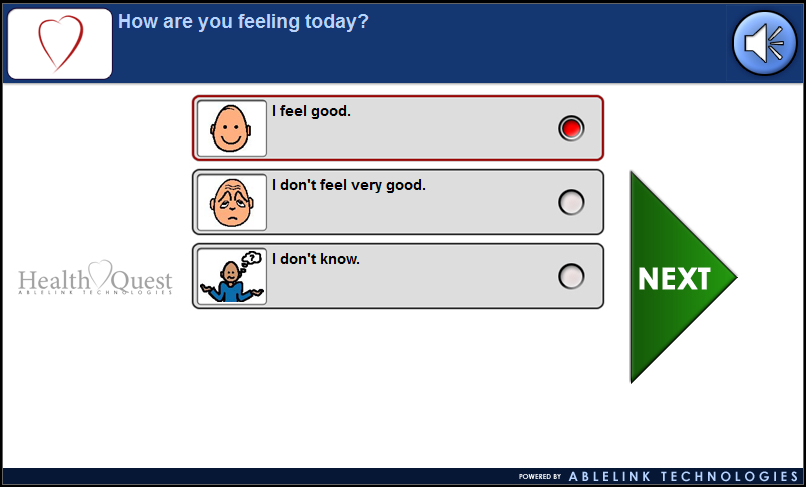 How are you feeling today?
I feel good.
I don't feel very good.
?
I don't know.
NEXT
Health Quest
ABLELINK TECHNOLOGIES
POWERED BY ABLELINK TECHNOLOGIES